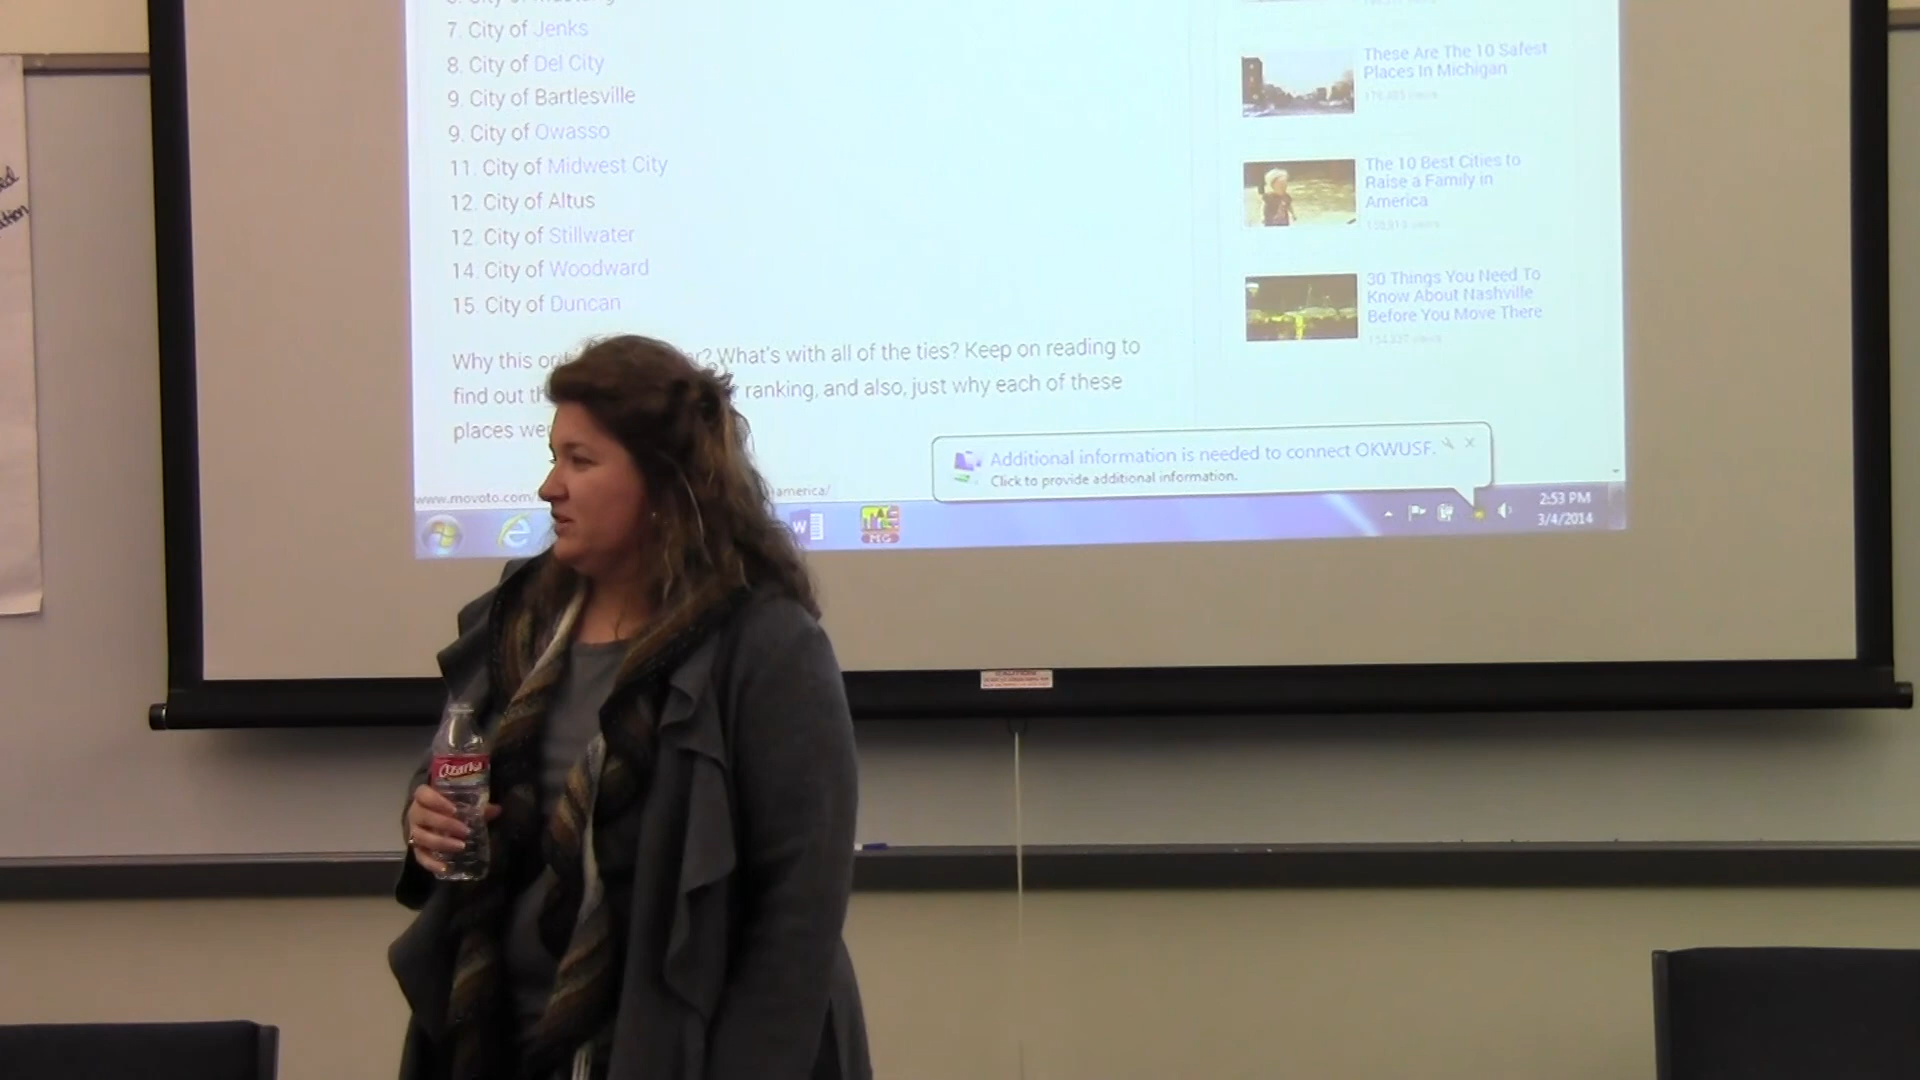 7. City of Jenks
8. City of Del City
9. City of Bartlesville
9. City of Owasso
11. City of Midwest City
12. City of Altus
12. City of Stillwater
14. City of Woodward
15. City of Duncan
Why this or ? What's with all of the ties? Keep on reading to
find out ranking, and also, just why each of these
places
www.movoto.com/ america/
These Are The 10 Safest
Places In Michigan
The 10 Best Cities to
Raise a Family in
America
30 Things You Need To
Know About Nashville
Before You Move There
Additional information is needed to connect OKWUSF.
Click to provide additional information.
2:53 PM
3/4/2014
W
MG
CAUTION
Ozarka